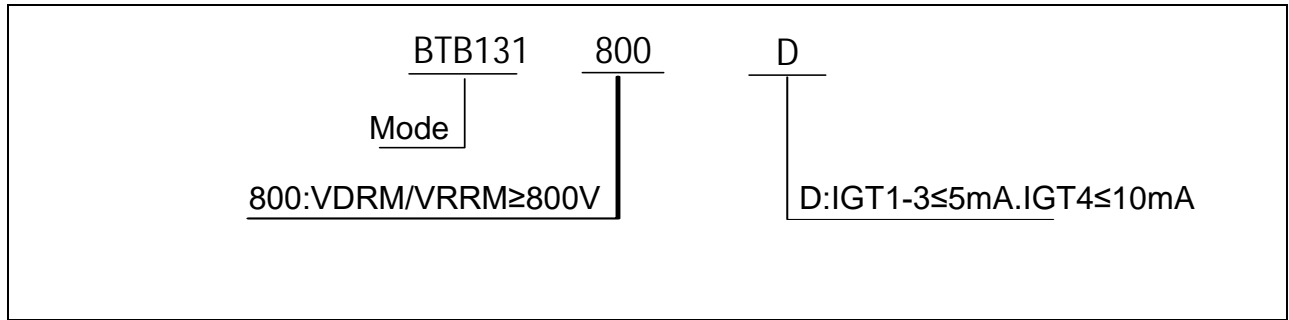 BTB131 800 D
Mode
800:VDRM/VRRM≥800V D:IGT1-3≤5mA.IGT4≤10mA